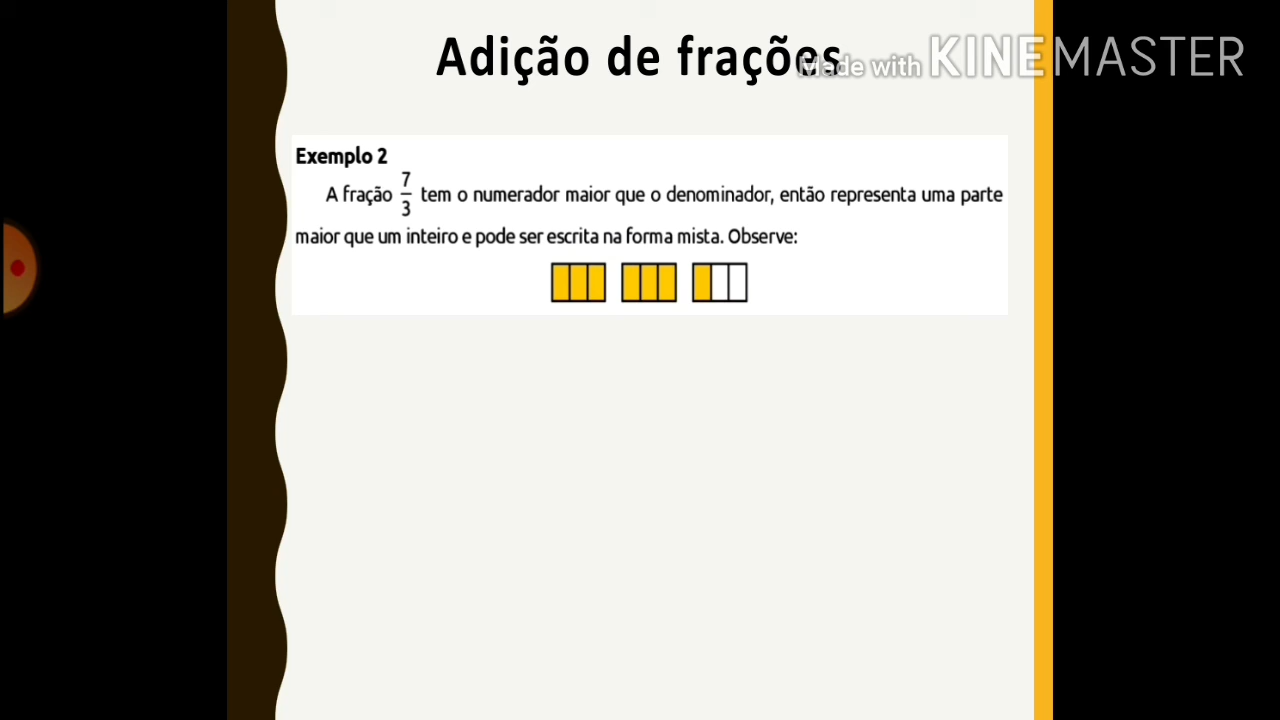 Adição de frações
Made with KINEMASTER
Exemplo 2
A fração 7/3 tem o numerador maior que o denominador, então representa uma parte
maior que um inteiro e pode ser escrita na forma mista. Observe: